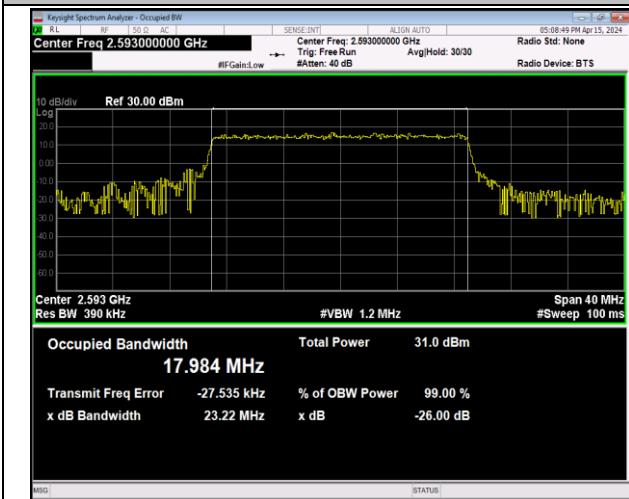 Keysight Spectrum Analyzer - Occupied BW
RL RF 50 Ω AC SENSE:INT ALIGN AUTO 05:08:49 PM Apr 15, 2024
Center Freq 2.593000000 GHz Center Freq: 2.593000000 GHz Radio Std: None
Trig: Free Run Avg|Hold: 30/30
#IFGain:Low #Atten: 40 dB Radio Device: BTS
10 dB/div Ref 30.00 dBm
Log
20.0
10.0
0.00
-10.0
-20.0
-30.0
-40.0
-50.0
-60.0
Center 2.593 GHz Span 40 MHz
Res BW 390 kHz #VBW 1.2 MHz #Sweep 100 ms
Occupied Bandwidth Total Power 31.0 dBm
17.984 MHz
Transmit Freq Error -27.535 kHz % of OBW Power 99.00 %
x dB Bandwidth 23.22 MHz x dB -26.00 dB
MSG STATUS